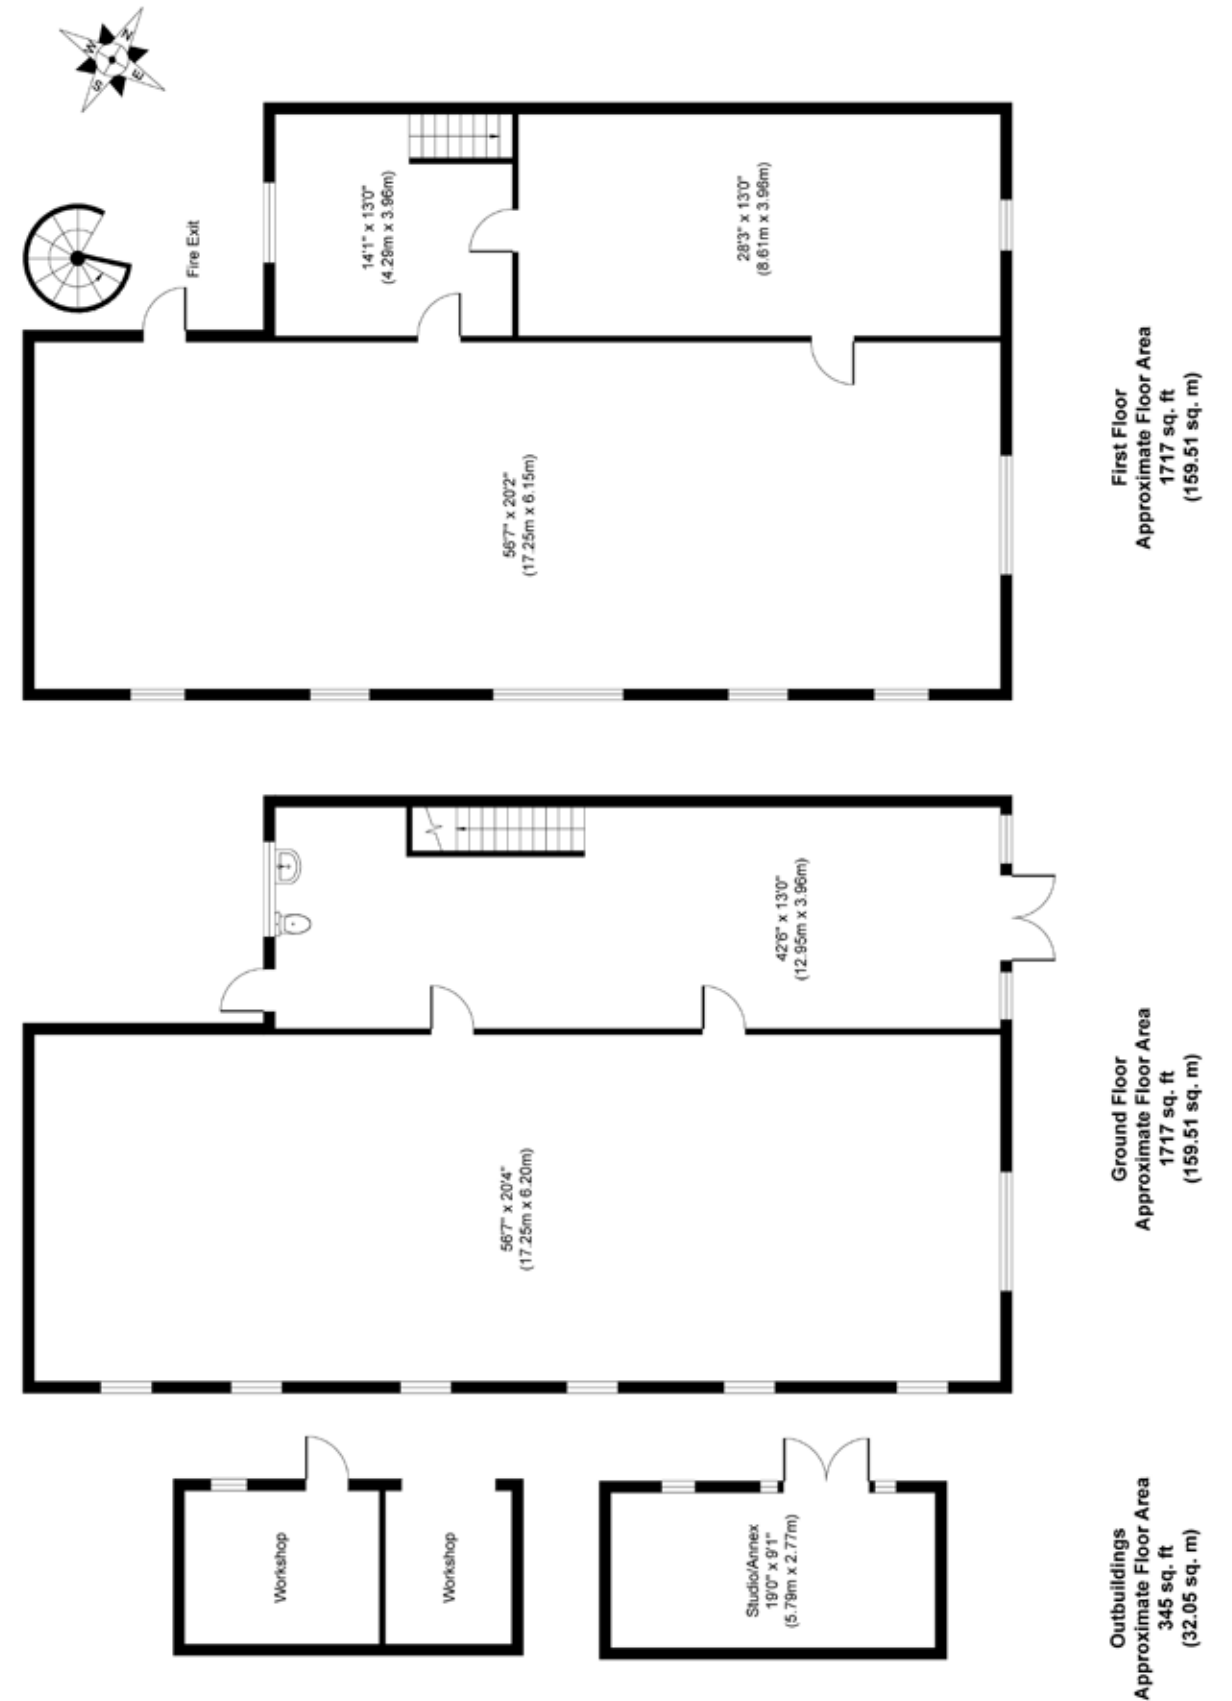 N
E
S
W
Outbuildings
Approximate Floor Area
345 sq. ft
(32.05 sq. m)
Workshop
Workshop
Studio/Annex
19'0" x 9'1"
(5.79m x 2.77m)
Ground Floor
Approximate Floor Area
1717 sq. ft
(159.51 sq. m)
56'7" x 20'4"
(17.25m x 6.20m)
42'6" x 13'0"
(12.95m x 3.96m)
First Floor
Approximate Floor Area
1717 sq. ft
(159.51 sq. m)
Fire Exit
14'1" x 13'0"
(4.29m x 3.96m)
28'3" x 13'0"
(8.61m x 3.96m)
56'7" x 20'2"
(17.25m x 6.15m)